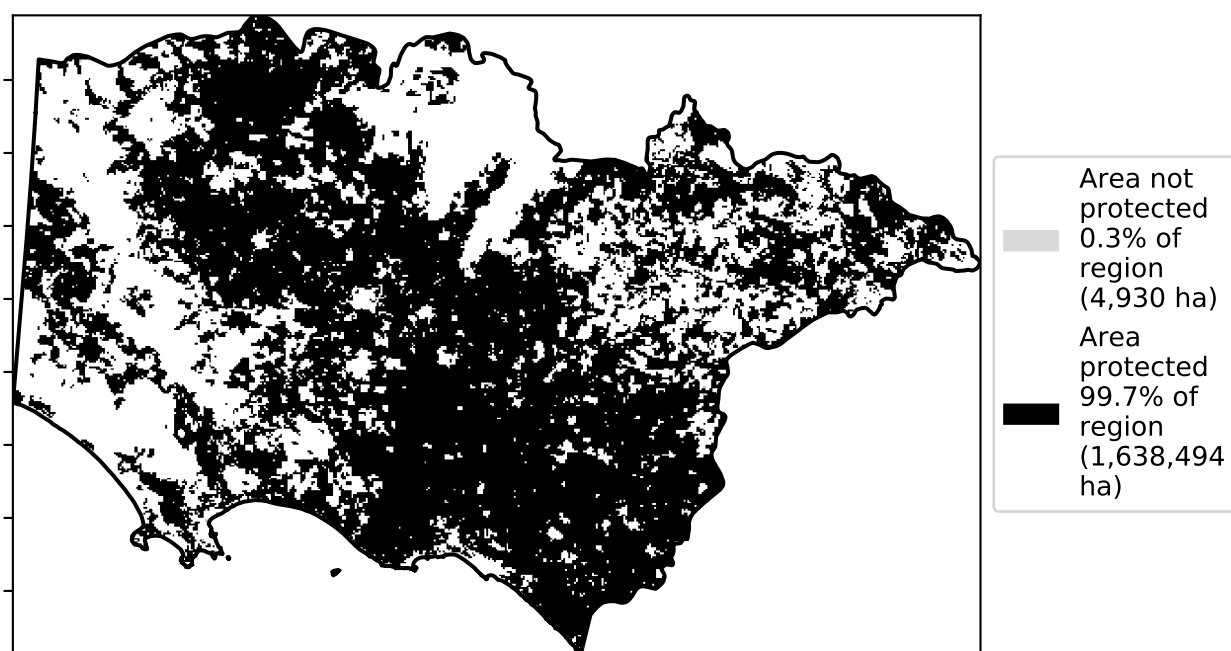 Area not
protected
0.3% of
region
(4,930 ha)
Area
protected
99.7% of
region
(1,638,494
ha)